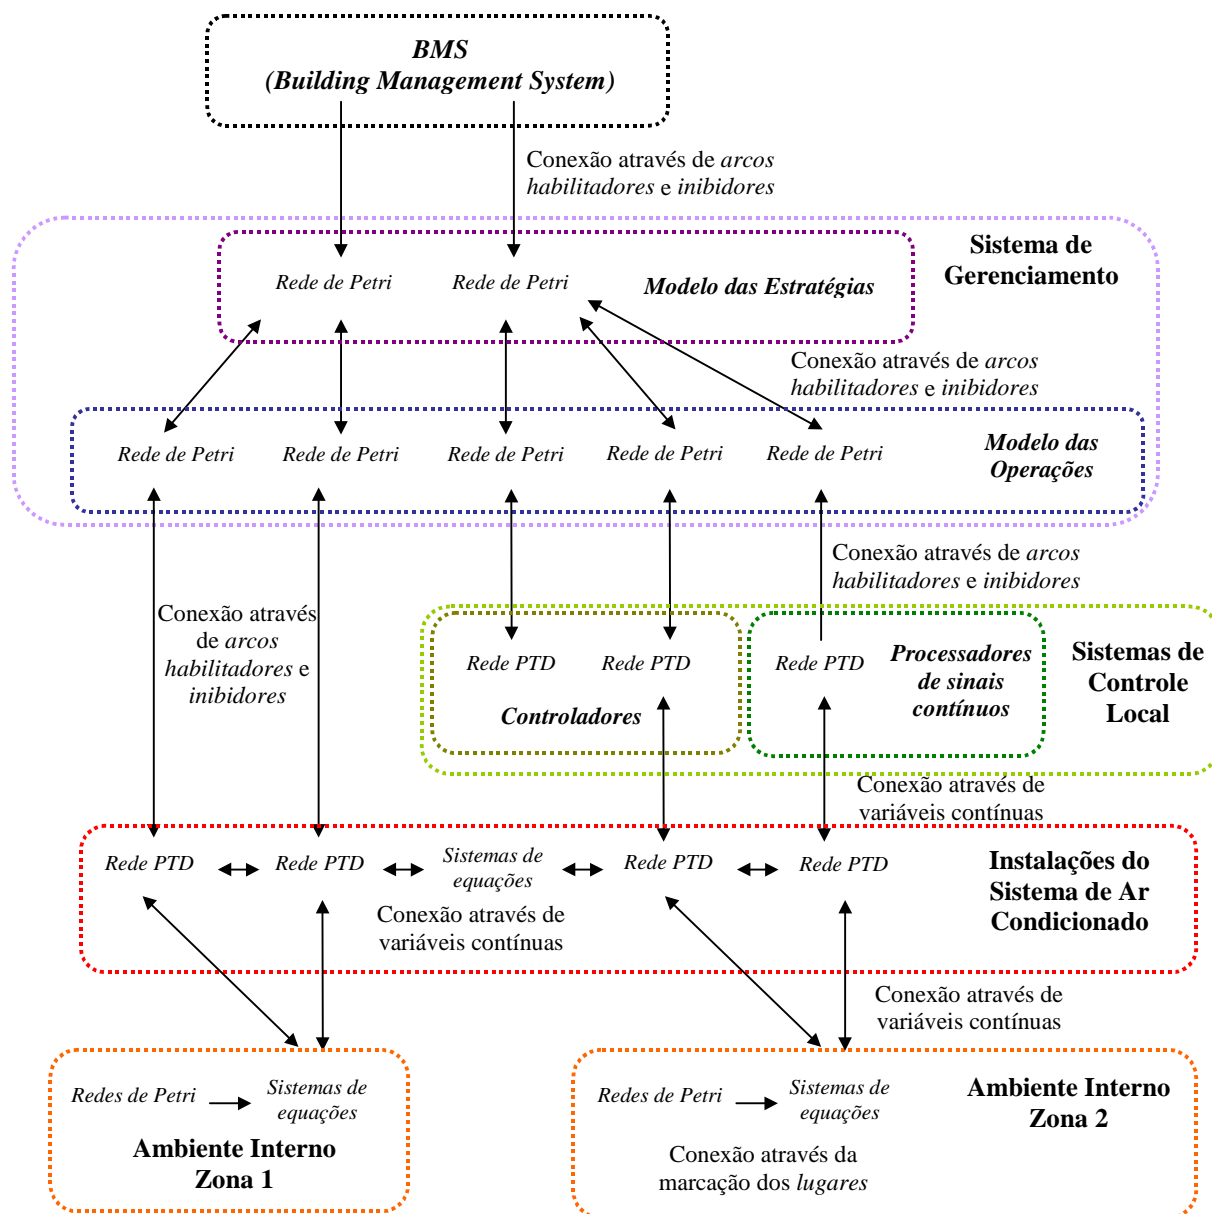 BMS
(Building Management System)
Conexão através de arcos
habilitadores e inibidores
Sistema de
Gerenciamento
Rede de Petri
Rede de Petri
Modelo das Estratégias
Conexão através de arcos
habilitadores e inibidores
Rede de Petri
Rede de Petri
Rede de Petri
Rede de Petri
Rede de Petri
Modelo das
Operações
Conexão através de arcos
habilitadores e inibidores
Conexão através
de arcos
habilitadores e
inibidores
Rede PTD
Rede PTD
Controladores
Rede PTD
Processadores
de sinais
contínuos
Sistemas de
Controle
Local
Conexão através de
variáveis contínuas
Rede PTD
Rede PTD
Sistemas de
equações
Rede PTD
Rede PTD
Conexão através de
variáveis contínuas
Instalações do
Sistema de Ar
Condicionado
Conexão através de
variáveis contínuas
Redes de Petri
Sistemas de
equações
Ambiente Interno
Zona 1
Redes de Petri
Sistemas de
equações
Ambiente Interno
Zona 2
Conexão através da
marcação dos lugares